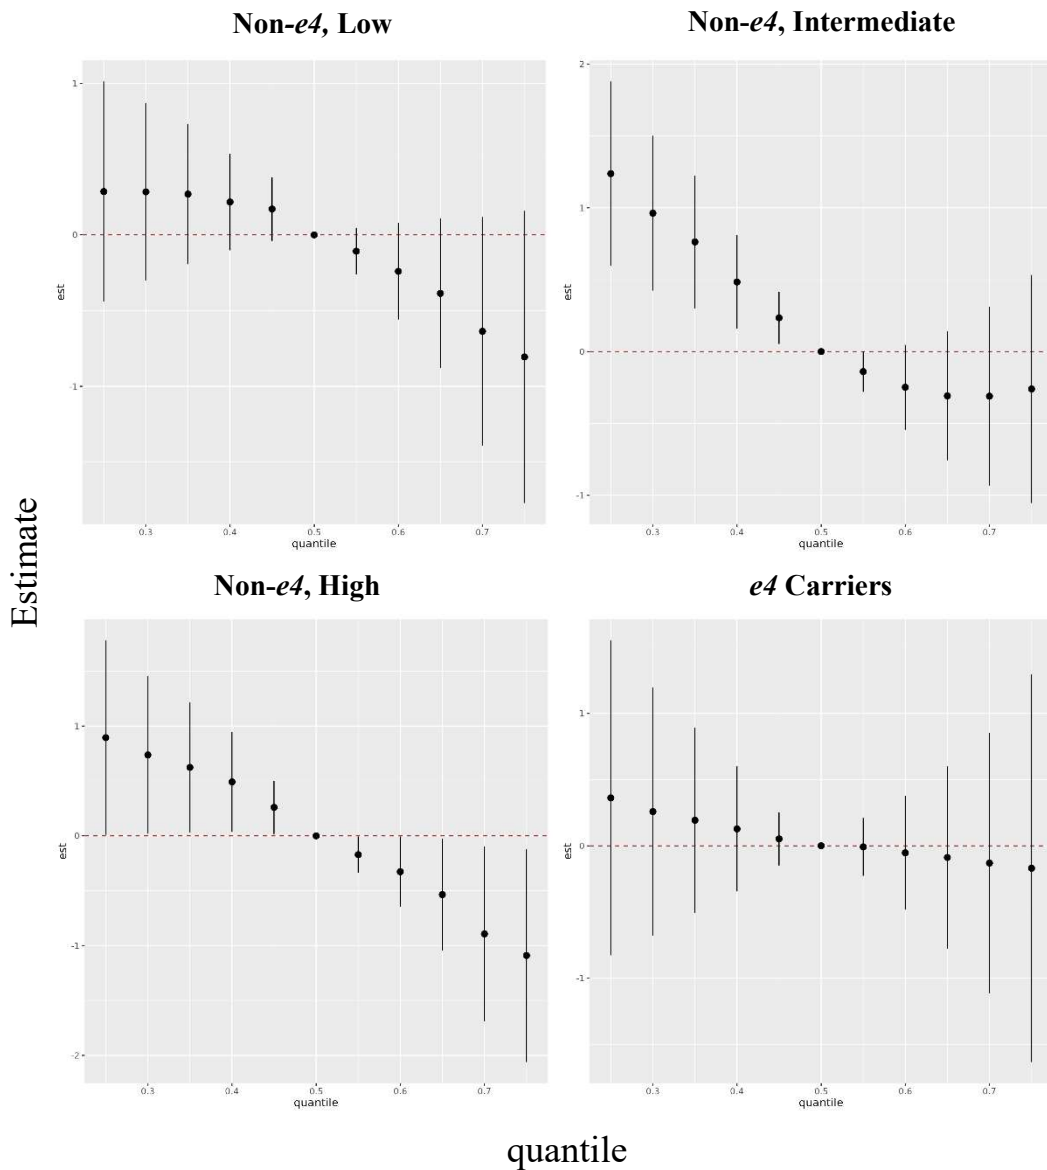 Non-e4, Low
Non-e4, Intermediate
1
0
-1
est
0.3 0.4 0.5 0.6 0.7
quantile
2
1
0
-1
est
0.3 0.4 0.5 0.6 0.7
quantile
Estimate
Non-e4, High
e4 Carriers
1
0
-1
-2
est
0.3 0.4 0.5 0.6 0.7
quantile
1
0
-1
est
0.3 0.4 0.5 0.6 0.7
quantile
quantile